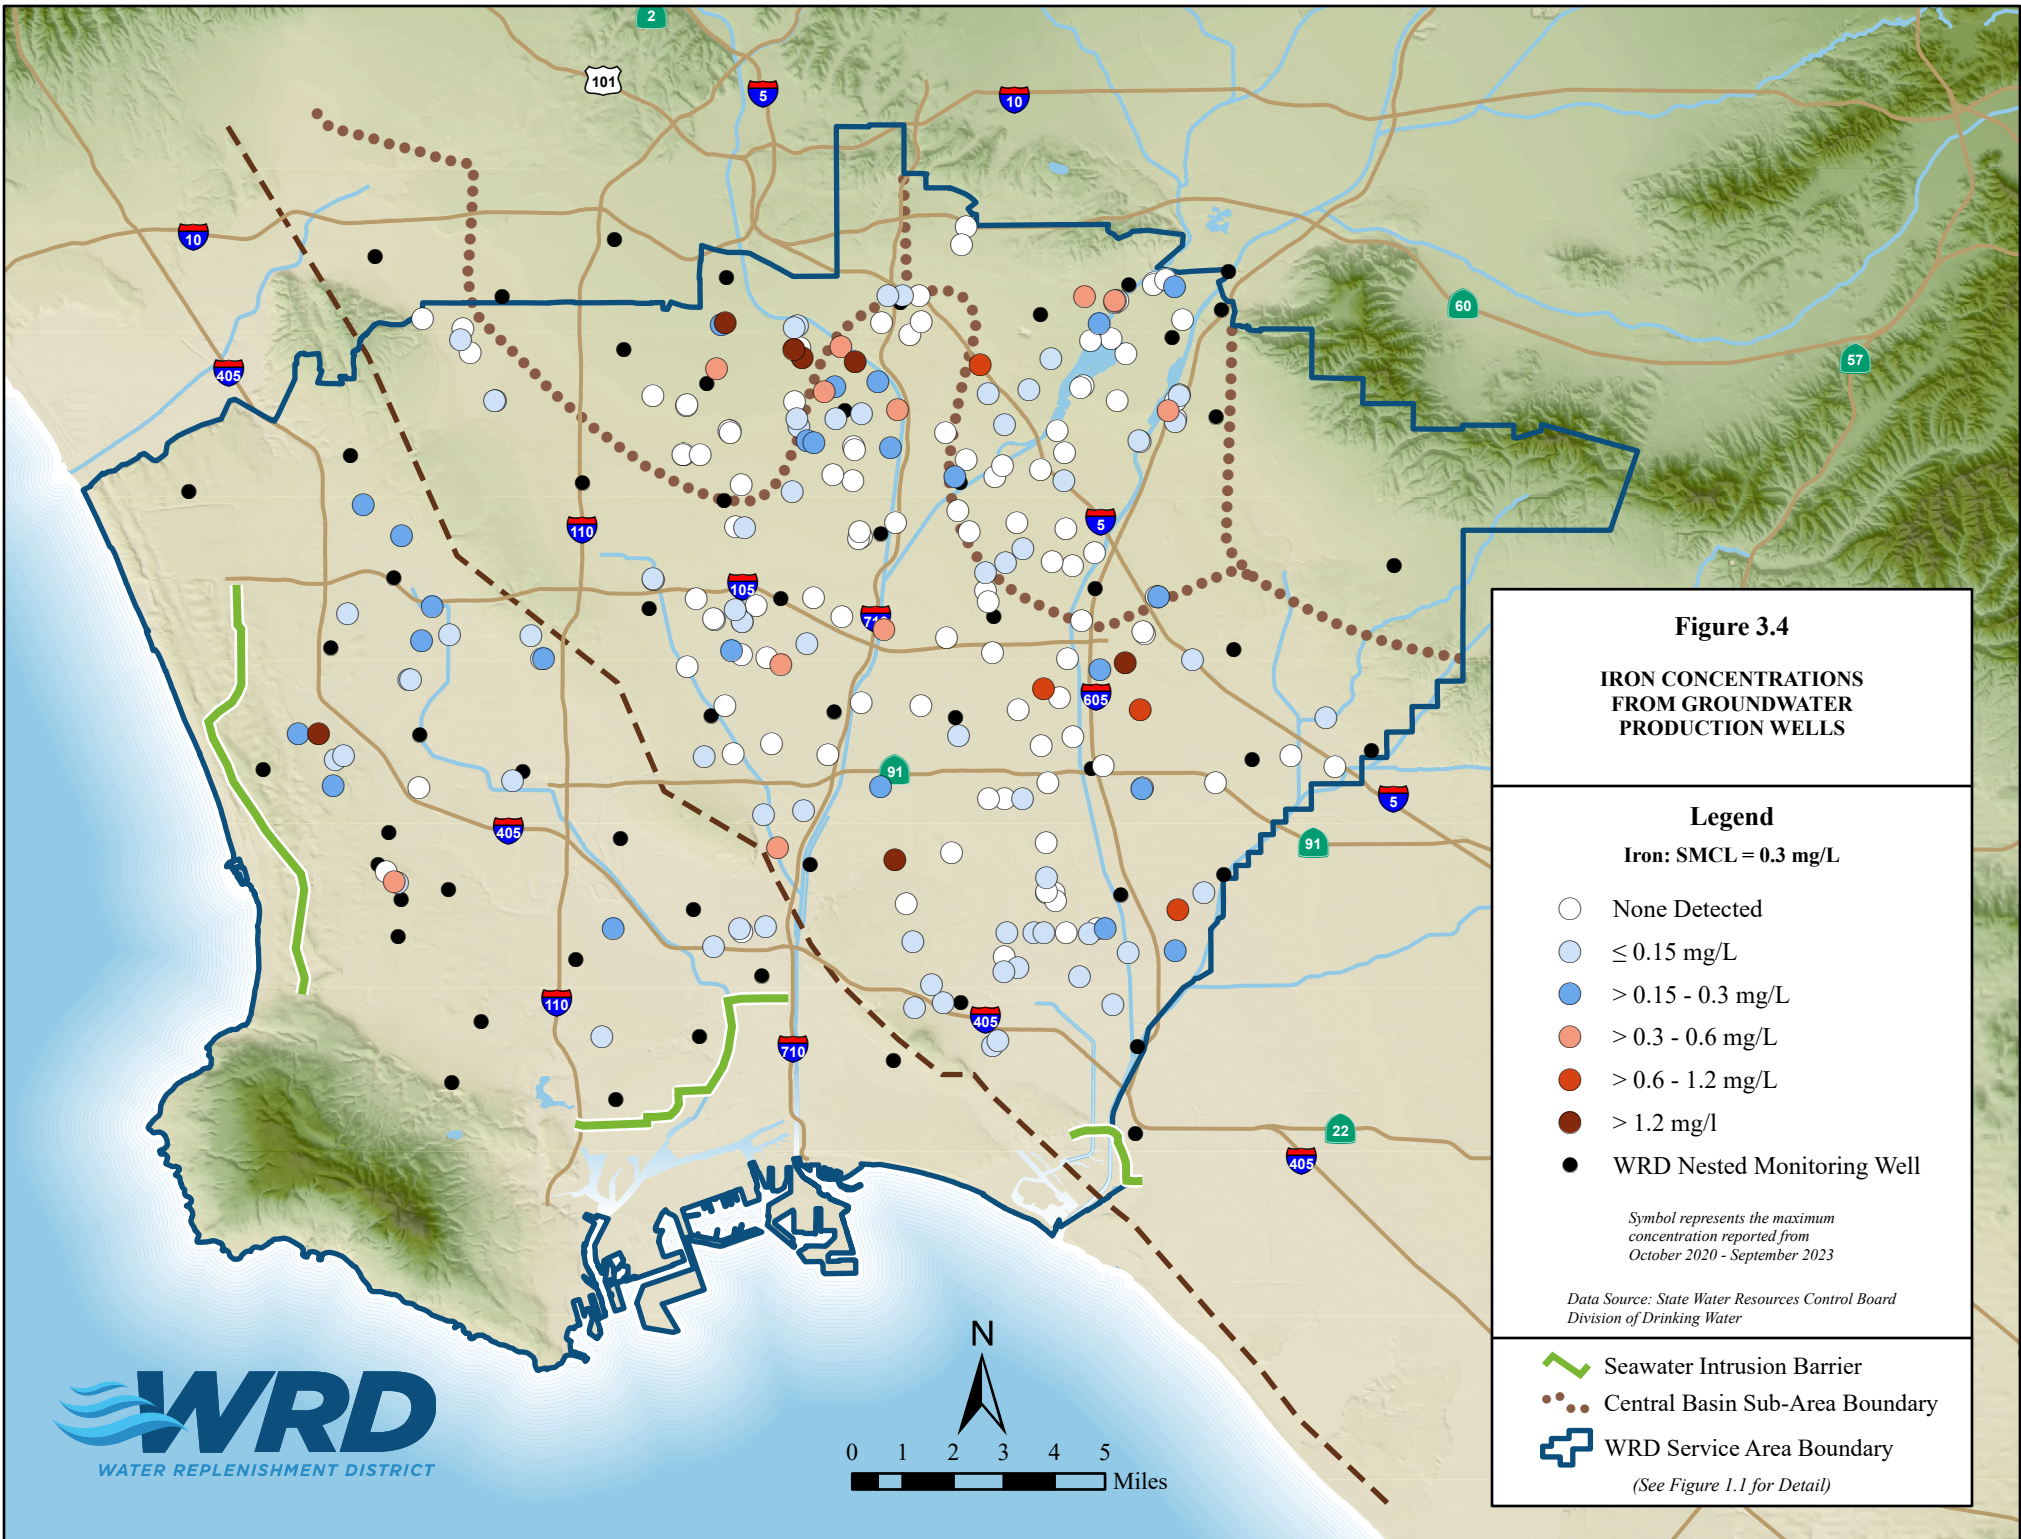 2
101
5
10
10
60
57
405
110
5
105
710
605
91
5
405
91
110
405
710
22
405
Figure 3.4
IRON CONCENTRATIONS
FROM GROUNDWATER
PRODUCTION WELLS
Legend
Iron: SMCL = 0.3 mg/L
None Detected
≤ 0.15 mg/L
> 0.15 - 0.3 mg/L
> 0.3 - 0.6 mg/L
> 0.6 - 1.2 mg/L
> 1.2 mg/l
WRD Nested Monitoring Well
Symbol represents the maximum
concentration reported from
October 2020 - September 2023
Data Source: State Water Resources Control Board
Division of Drinking Water
Seawater Intrusion Barrier
Central Basin Sub-Area Boundary
WRD Service Area Boundary
(See Figure 1.1 for Detail)
N
0 1 2 3 4 5
Miles
WRD
WATER REPLENISHMENT DISTRICT